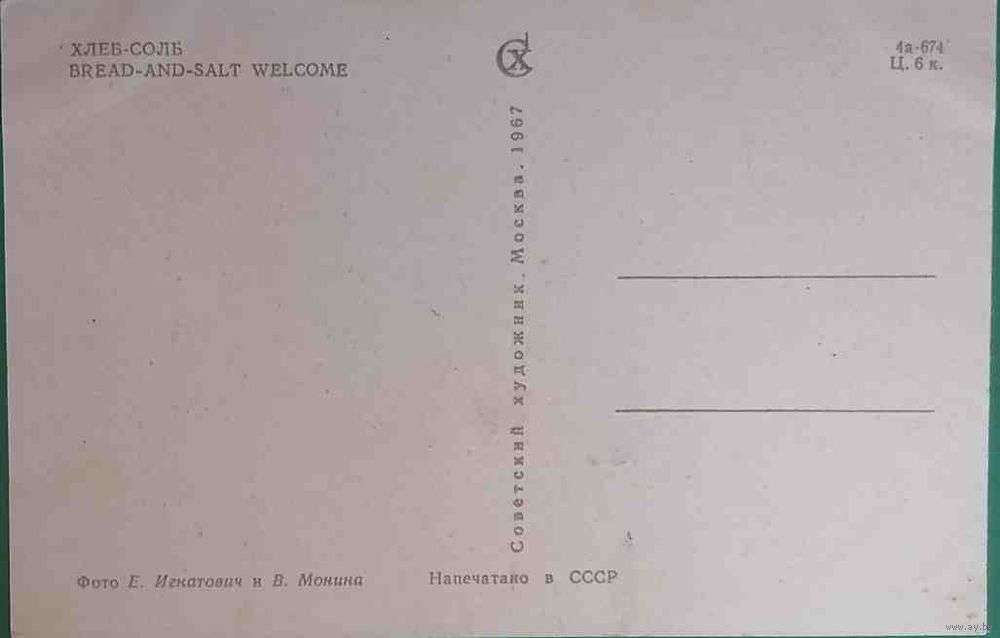 ХЛЕБ-СОЛЬ
BREAD-AND-SALT WELCOME
СХ
4а-674
Ц. 6 к.
Советский художник. Москва. 1967
Фото Е. Игнатович и В. Монина
Напечатано в СССР
www.ay.by